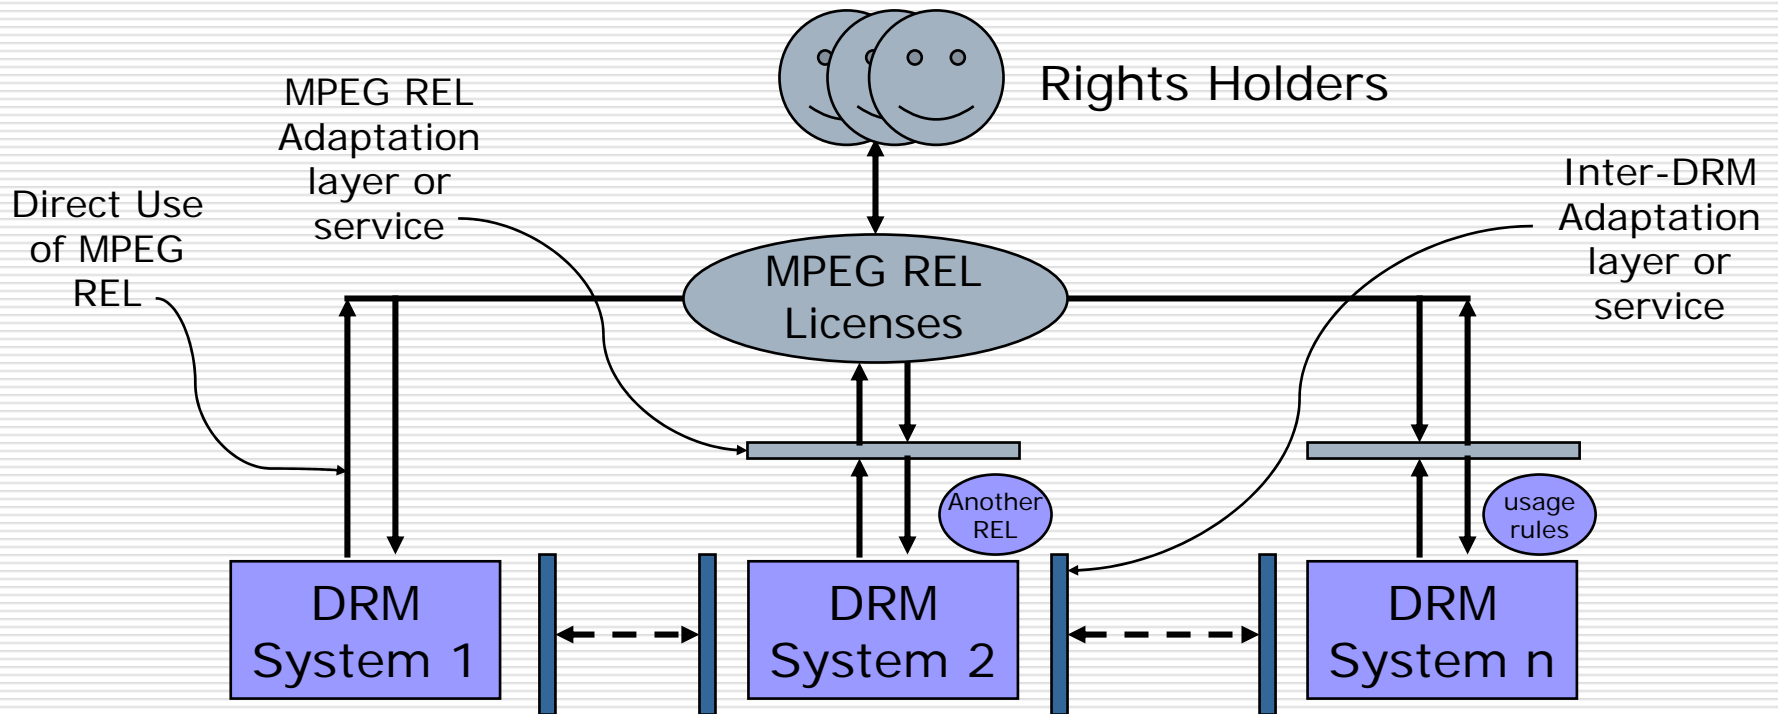 Rights Holders
MPEG REL
Adaptation
layer or
service
Direct Use
of MPEG
REL
Inter-DRM
Adaptation
layer or
service
MPEG REL
Licenses
Another
REL
usage
rules
DRM
System 1
DRM
System 2
DRM
System n